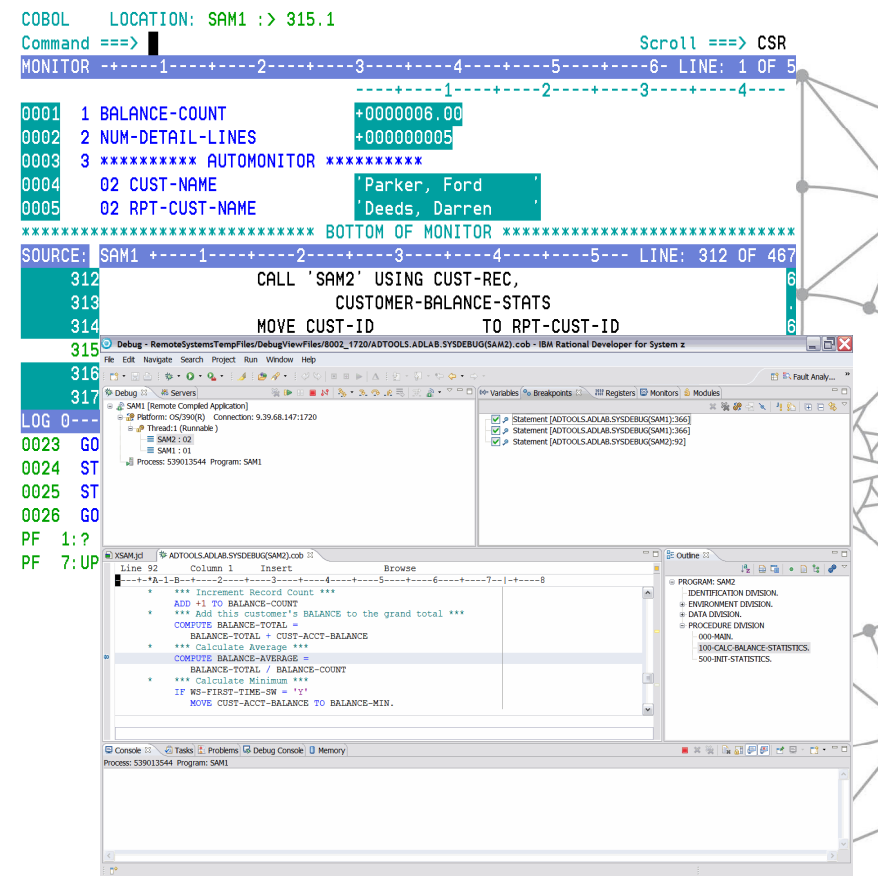 COBOL LOCATION: SAM1 :> 315.1
Command ===> Scroll ===> CSR
MONITOR -+----1----+----2----+----3----+----4----+----5----+----6- LINE: 1 OF 5
----+----1----+----2----+----3----+----4----
0001 1 BALANCE-COUNT +0000006.00
0002 2 NUM-DETAIL-LINES +000000005
0003 3 ********** AUTOMONITOR **********
0004 02 CUST-NAME 'Parker, Ford '
0005 02 RPT-CUST-NAME 'Deeds, Darren '
****************************** BOTTOM OF MONITOR ******************************
SOURCE: SAM1 +----1----+----2----+----3----+----4----+----5--- LINE: 312 OF 467
312 CALL 'SAM2' USING CUST-REC, 6
313 CUSTOMER-BALANCE-STATS .
314 MOVE CUST-ID TO RPT-CUST-ID 6
315
316
317
LOG 0---
0023 GO
0024 ST
0025 ST
0026 GO
PF 1:?
PF 7:UP
Debug - RemoteSystemsTempFiles/DebugViewFiles/8002_1720/ADTOOLS.ADLAB.SYSDEBUG(SAM2).cob - IBM Rational Developer for System z
File Edit Navigate Search Project Run Window Help
Fault Analy... »
Debug Servers
SAM1 [Remote Compiled Application]
Platform: OS/390(R) Connection: 9.39.68.147:1720
Thread:1 (Runnable )
SAM2 : 02
SAM1 : 01
Process: 539013544 Program: SAM1
Variables Breakpoints Registers Monitors Modules
Statement [ADTOOLS.ADLAB.SYSDEBUG(SAM1):366]
Statement [ADTOOLS.ADLAB.SYSDEBUG(SAM1):366]
Statement [ADTOOLS.ADLAB.SYSDEBUG(SAM2):92]
XSAM.jcl ADTOOLS.ADLAB.SYSDEBUG(SAM2).cob
Line 92 Column 1 Insert Browse
----+-*A-1-B--+----2----+----3----+----4----+----5----+----6----+----7--|-+----8
* *** Increment Record Count ***
ADD +1 TO BALANCE-COUNT
* *** Add this customer's BALANCE to the grand total ***
COMPUTE BALANCE-TOTAL =
BALANCE-TOTAL + CUST-ACCT-BALANCE
* *** Calculate Average ***
COMPUTE BALANCE-AVERAGE =
BALANCE-TOTAL / BALANCE-COUNT
* *** Calculate Minimum ***
IF WS-FIRST-TIME-SW = 'Y'
MOVE CUST-ACCT-BALANCE TO BALANCE-MIN.
Outline
PROGRAM: SAM2
IDENTIFICATION DIVISION.
ENVIRONMENT DIVISION.
DATA DIVISION.
PROCEDURE DIVISION
000-MAIN.
100-CALC-BALANCE-STATISTICS.
500-INIT-STATISTICS.
Console Tasks Problems Debug Console Memory
Process: 539013544 Program: SAM1